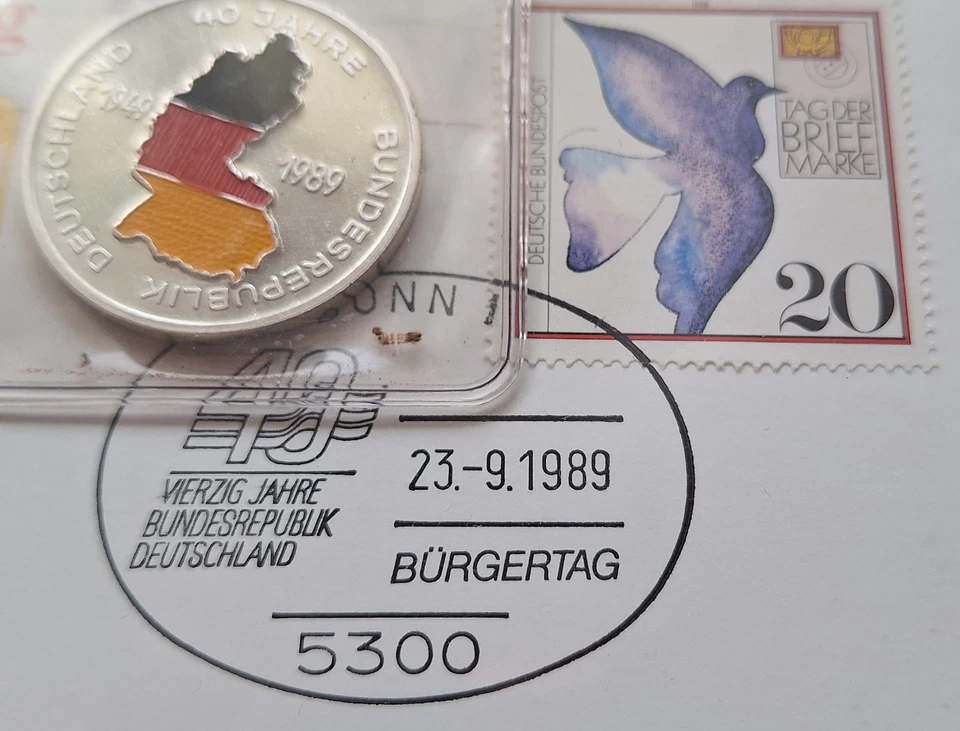 40 JAHRE BUNDESREPUBLIK DEUTSCHLAND
1949
1989
DEUTSCHE BUNDESPOST
TAG DER
BRIEF
MARKE
20
BONN
40
VIERZIG JAHRE
BUNDESREPUBLIK
DEUTSCHLAND
23.-9.1989
BÜRGERTAG
5300